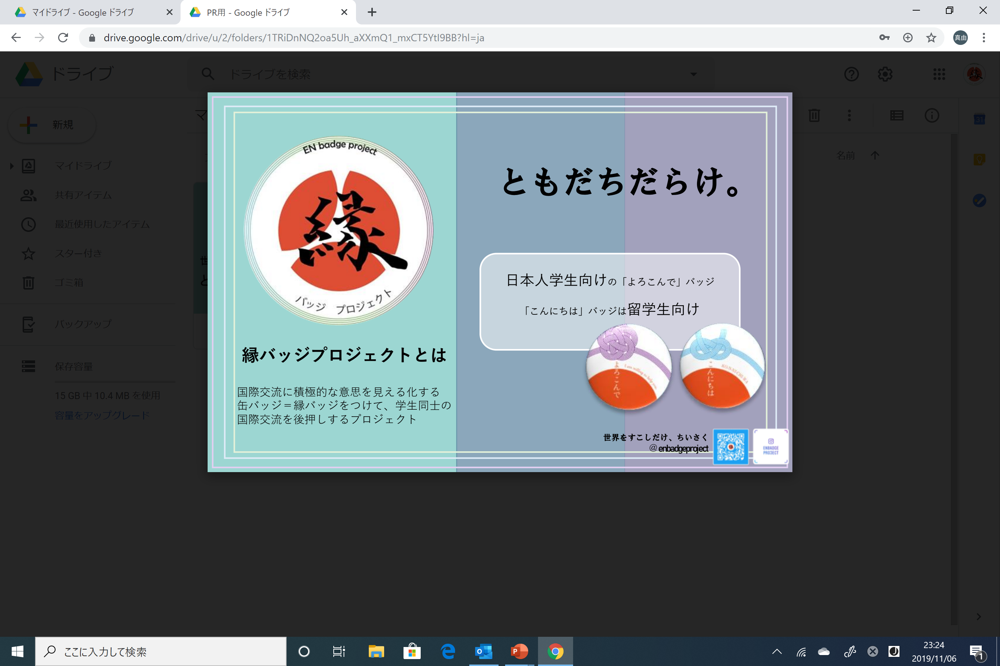 マイドライブ - Google ドライブ
PR用 - Google ドライブ
drive.google.com/drive/u/2/folders/1TRiDnNQ2oa5Uh_aXXmQ1_mxCT5YtI9BB?hl=ja
真由
ドライブ
ドライブを検索
縁
新規
マ
31
名前
マイドライブ
共有アイテム
最近使用したアイテム
スター付き
ゴミ箱
バックアップ
保存容量
15 GB 中 10.4 MB を使用
容量をアップグレード
世
と
EN badge project
縁
バッジ プロジェクト
縁バッジプロジェクトとは
国際交流に積極的な意思を見える化する
缶バッジ＝縁バッジをつけて、学生同士の
国際交流を後押しするプロジェクト
ともだちだらけ。
日本人学生向けの「よろこんで」バッジ
「こんにちは」バッジは留学生向け
よろこんで
I am willing to help you.
こんにちは
KON-NI-CHI-WA
世界をすこしだけ、ちいさく
@enbadgeproject
ENBADGE
PROJECT
ここに入力して検索
23:24
2019/11/06
1